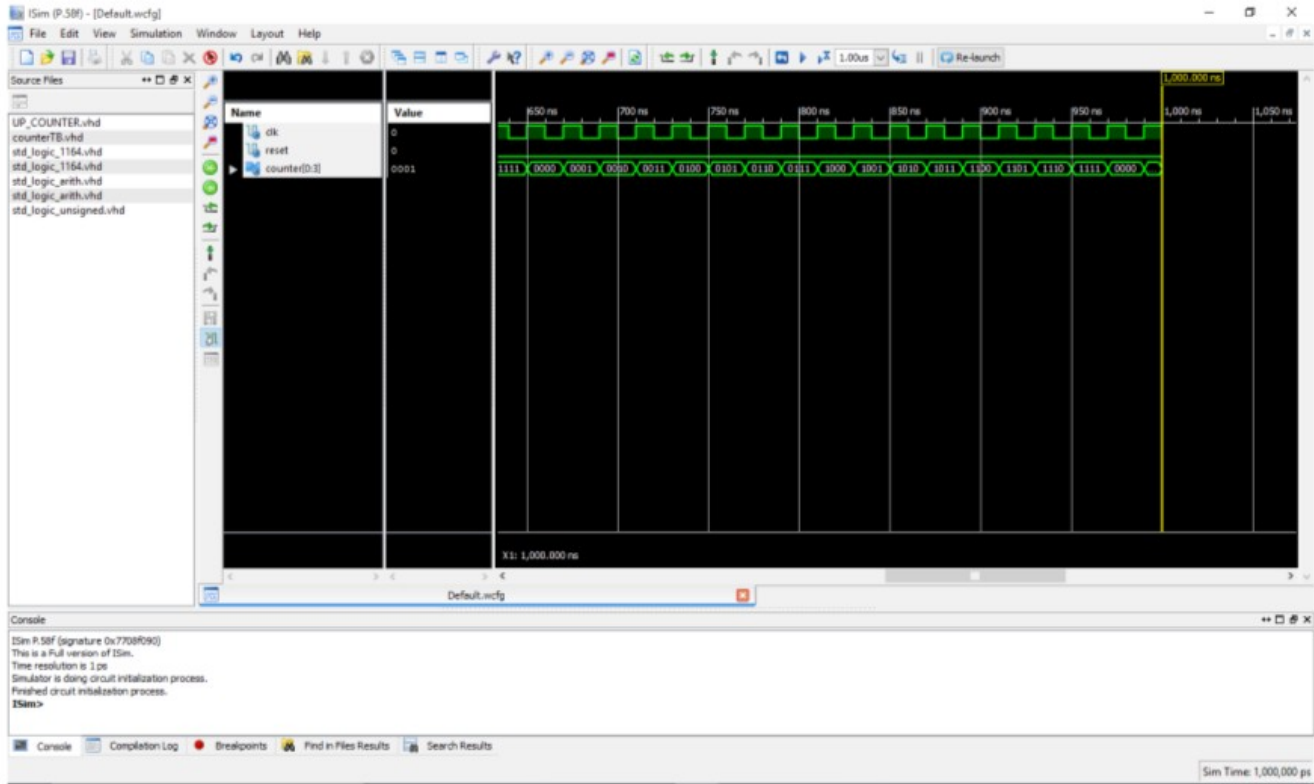 ISim (P.58f) - [Default.wcfg]
File Edit View Simulation Window Layout Help
1.00us Re-launch
Source Files
UP_COUNTER.vhd
counterTB.vhd
std_logic_1164.vhd
std_logic_1164.vhd
std_logic_arith.vhd
std_logic_arith.vhd
std_logic_unsigned.vhd
Name Value
clk 0
reset 0
counter[0:3] 0001
1,000.000 ns
650 ns 700 ns 750 ns 800 ns 850 ns 900 ns 950 ns 1,000 ns 1,050 ns
1111 0000 0001 0010 0011 0100 0101 0110 0111 1000 1001 1010 1011 1100 1101 1110 1111 0000
X1: 1,000.000 ns
Default.wcfg
Console
ISim P.58f (signature 0x7708f090)
This is a Full version of ISim.
Time resolution is 1 ps
Simulator is doing circuit initialization process.
Finished circuit initialization process.
ISim>
Console Compilation Log Breakpoints Find in Files Results Search Results
Sim Time: 1,000,000 ps